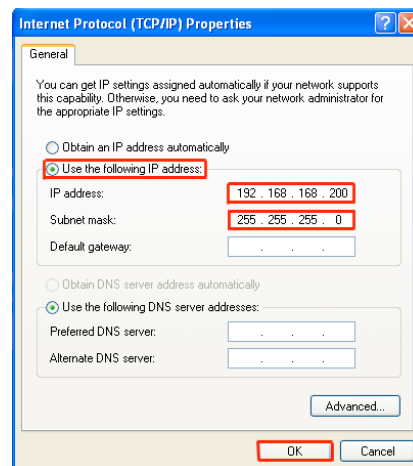 Internet Protocol (TCP/IP) Properties
General
You can get IP settings assigned automatically if your network supports
this capability. Otherwise, you need to ask your network administrator for
the appropriate IP settings.
Obtain an IP address automatically
Use the following IP address:
IP address: 192 . 168 . 168 . 200
Subnet mask: 255 . 255 . 255 . 0
Default gateway: . . .
Obtain DNS server address automatically
Use the following DNS server addresses:
Preferred DNS server: . . .
Alternate DNS server: . . .
Advanced...
OK Cancel